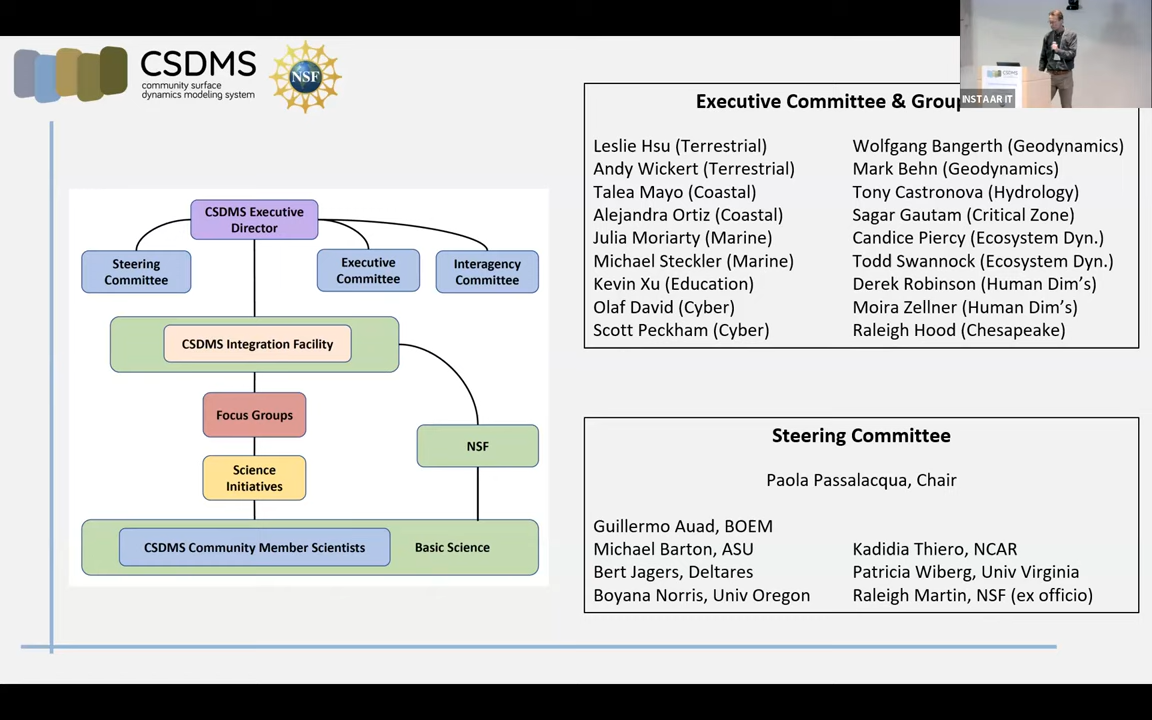 CSDMS
community surface
dynamics modeling system
NSF
CSDMS Executive
Director
Steering
Committee
Executive
Committee
Interagency
Committee
CSDMS Integration Facility
Focus Groups
NSF
Science
Initiatives
CSDMS Community Member Scientists
Basic Science
Executive Committee & Grou
Leslie Hsu (Terrestrial)
Andy Wickert (Terrestrial)
Talea Mayo (Coastal)
Alejandra Ortiz (Coastal)
Julia Moriarty (Marine)
Michael Steckler (Marine)
Kevin Xu (Education)
Olaf David (Cyber)
Scott Peckham (Cyber)
Wolfgang Bangerth (Geodynamics)
Mark Behn (Geodynamics)
Tony Castronova (Hydrology)
Sagar Gautam (Critical Zone)
Candice Piercy (Ecosystem Dyn.)
Todd Swannock (Ecosystem Dyn.)
Derek Robinson (Human Dim's)
Moira Zellner (Human Dim's)
Raleigh Hood (Chesapeake)
Steering Committee
Paola Passalacqua, Chair
Guillermo Auad, BOEM
Michael Barton, ASU
Bert Jagers, Deltares
Boyana Norris, Univ Oregon
Kadidia Thiero, NCAR
Patricia Wiberg, Univ Virginia
Raleigh Martin, NSF (ex officio)
CSDMS
INSTAAR IT